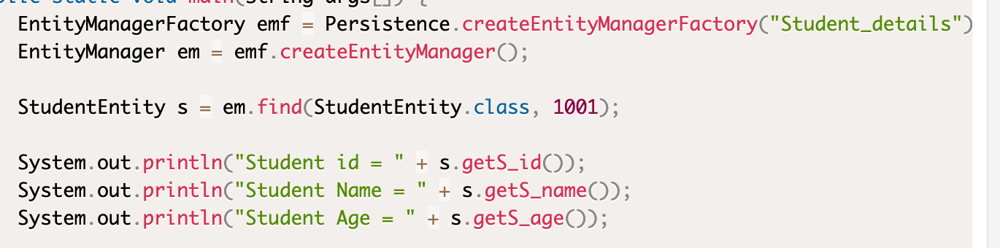 public static void main(String args[]) {
EntityManagerFactory emf = Persistence.createEntityManagerFactory("Student_details")
EntityManager em = emf.createEntityManager();
StudentEntity s = em.find(StudentEntity.class, 1001);
System.out.println("Student id = " + s.getS_id());
System.out.println("Student Name = " + s.getS_name());
System.out.println("Student Age = " + s.getS_age());